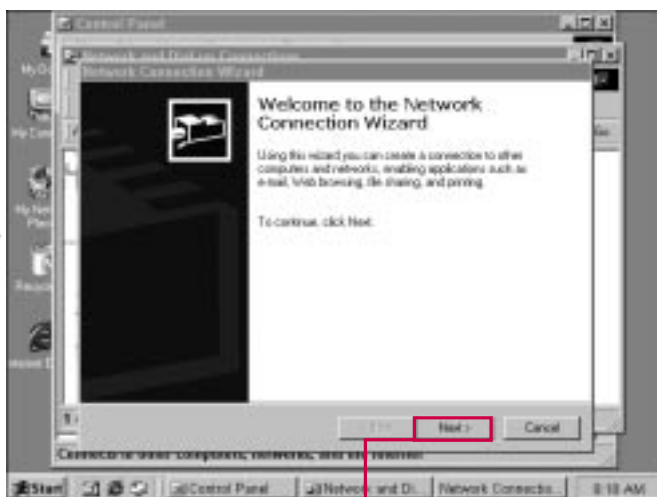 Control Panel
Network and Dial-up Connections
Network Connection Wizard
Welcome to the Network
Connection Wizard
Using this wizard you can create a connection to other
computers and networks, enabling applications such as
e-mail, Web browsing, file sharing, and printing.
To continue, click Next.
Next >
Cancel
Start
Control Panel
Network and Di...
Network Connectio...
8:18 AM